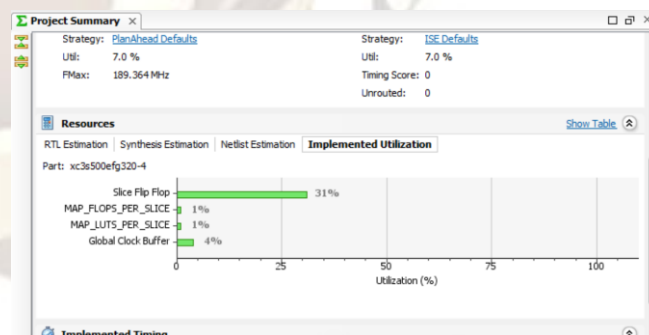 Project Summary
Strategy: PlanAhead Defaults Strategy: ISE Defaults
Util: 7.0 % Util: 7.0 %
FMax: 189.364 MHz Timing Score: 0
Unrouted: 0
Resources Show Table
RTL Estimation Synthesis Estimation Netlist Estimation Implemented Utilization
Part: xc3s500efg320-4
Slice Flip Flop 31%
MAP_FLOPS_PER_SLICE 1%
MAP_LUTS_PER_SLICE 1%
Global Clock Buffer 4%
0 25 50 75 100
Utilization (%)
Implemented Timing